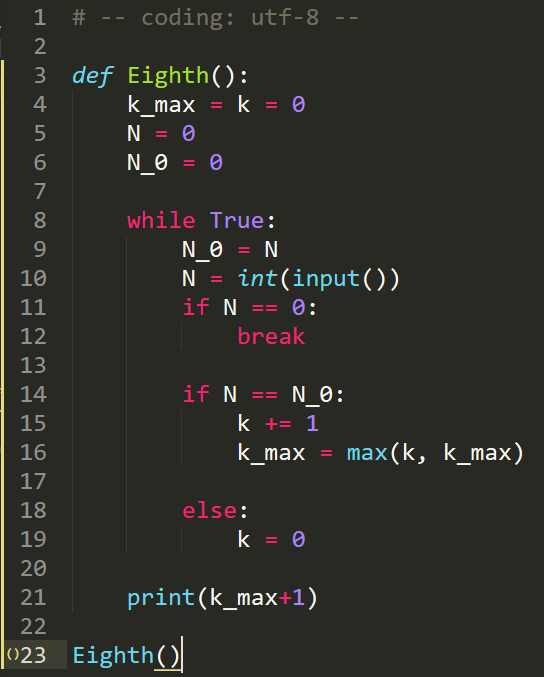 1 # -- coding: utf-8 --
2
3 def Eighth():
4     k_max = k = 0
5     N = 0
6     N_0 = 0
7
8     while True:
9         N_0 = N
10         N = int(input())
11         if N == 0:
12             break
13
14         if N == N_0:
15             k += 1
16             k_max = max(k, k_max)
17
18         else:
19             k = 0
20
21     print(k_max+1)
22
23 Eighth()